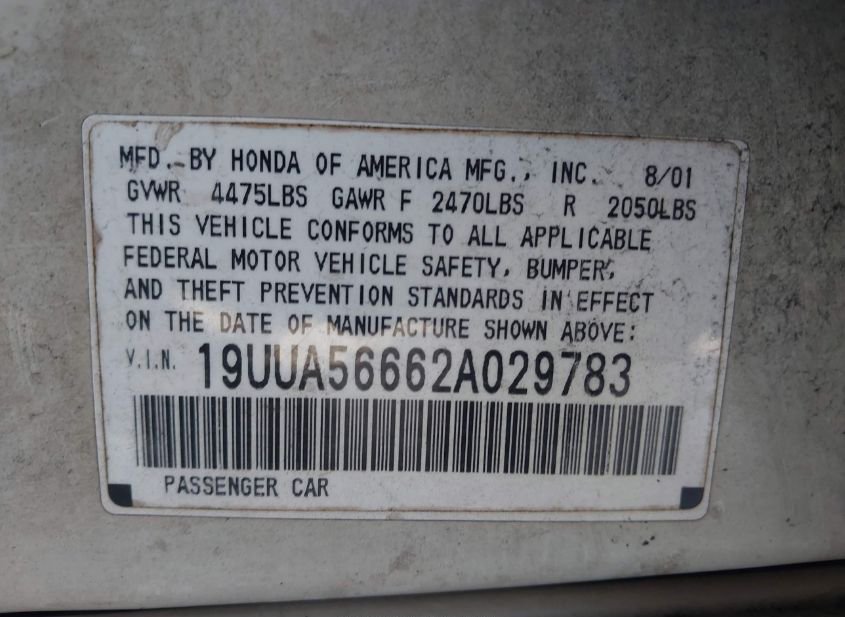 MFD. BY HONDA OF AMERICA MFG., INC. 8/01
GVWR 4475LBS GAWR F 2470LBS R 2050LBS
THIS VEHICLE CONFORMS TO ALL APPLICABLE
FEDERAL MOTOR VEHICLE SAFETY, BUMPER,
AND THEFT PREVENTION STANDARDS IN EFFECT
ON THE DATE OF MANUFACTURE SHOWN ABOVE:
V.I.N. 19UUA56662A029783
PASSENGER CAR